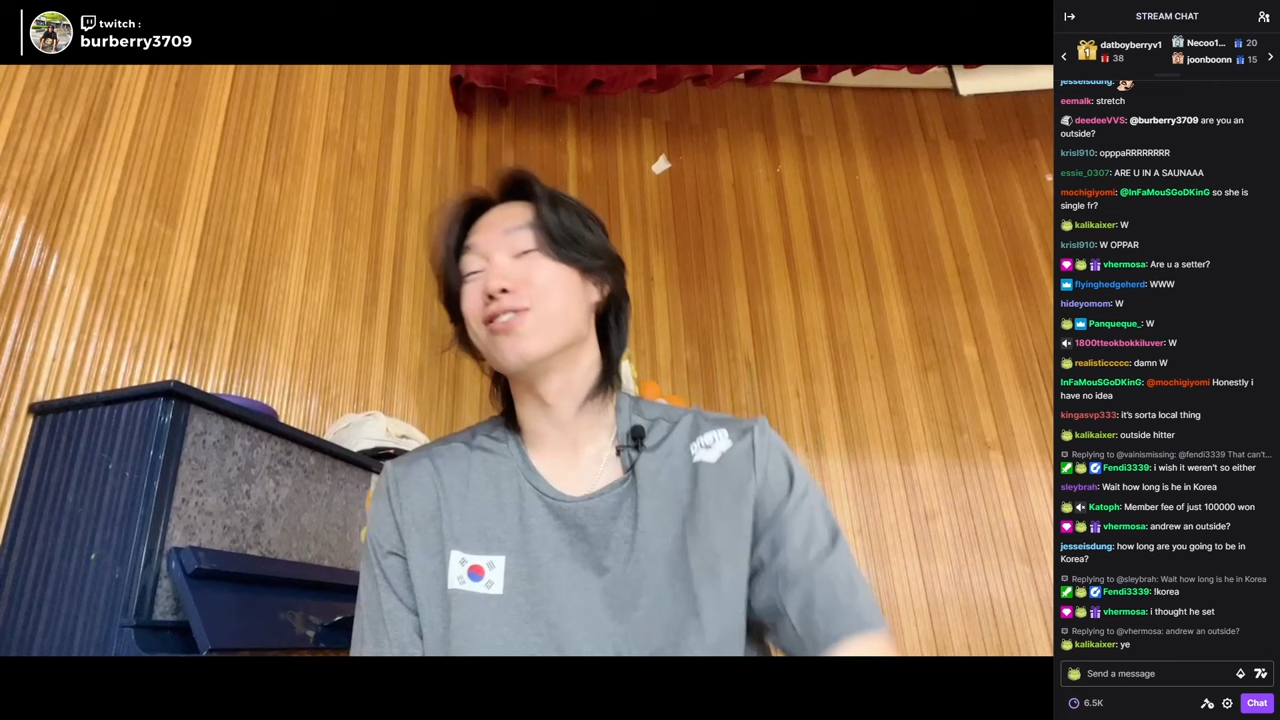 twitch :
burberry3709
STREAM CHAT
datboyberryv1
38
Necoo1... 20
joonboonn 15
jesseisdung:
eemalk: stretch
deedeeVVS: @burberry3709 are you an
outside?
krisl910: opppaRRRRRRRR
essie_0307: ARE U IN A SAUNAAA
mochigiyomi: @InFaMouSGoDKinG so she is
single fr?
kalikaixer: W
krisl910: W OPPAR
vhermosa: Are u a setter?
flyinghedgeherd: WWW
hideyomom: W
Panqueque_: W
1800tteokbokkiluver: W
realisticcccc: damn W
InFaMouSGoDKinG: @mochigiyomi Honestly i
have no idea
kingasvp333: it's sorta local thing
kalikaixer: outside hitter
Replying to @vainismissing: @fendi3339 That can't...
Fendi3339: i wish it weren't so either
sleybrah: Wait how long is he in Korea
Katoph: Member fee of just 100000 won
vhermosa: andrew an outside?
jesseisdung: how long are you going to be in
Korea?
Replying to @sleybrah: Wait how long is he in Korea
Fendi3339: !korea
vhermosa: i thought he set
Replying to @vhermosa: andrew an outside?
kalikaixer: ye
Send a message
6.5K
Chat